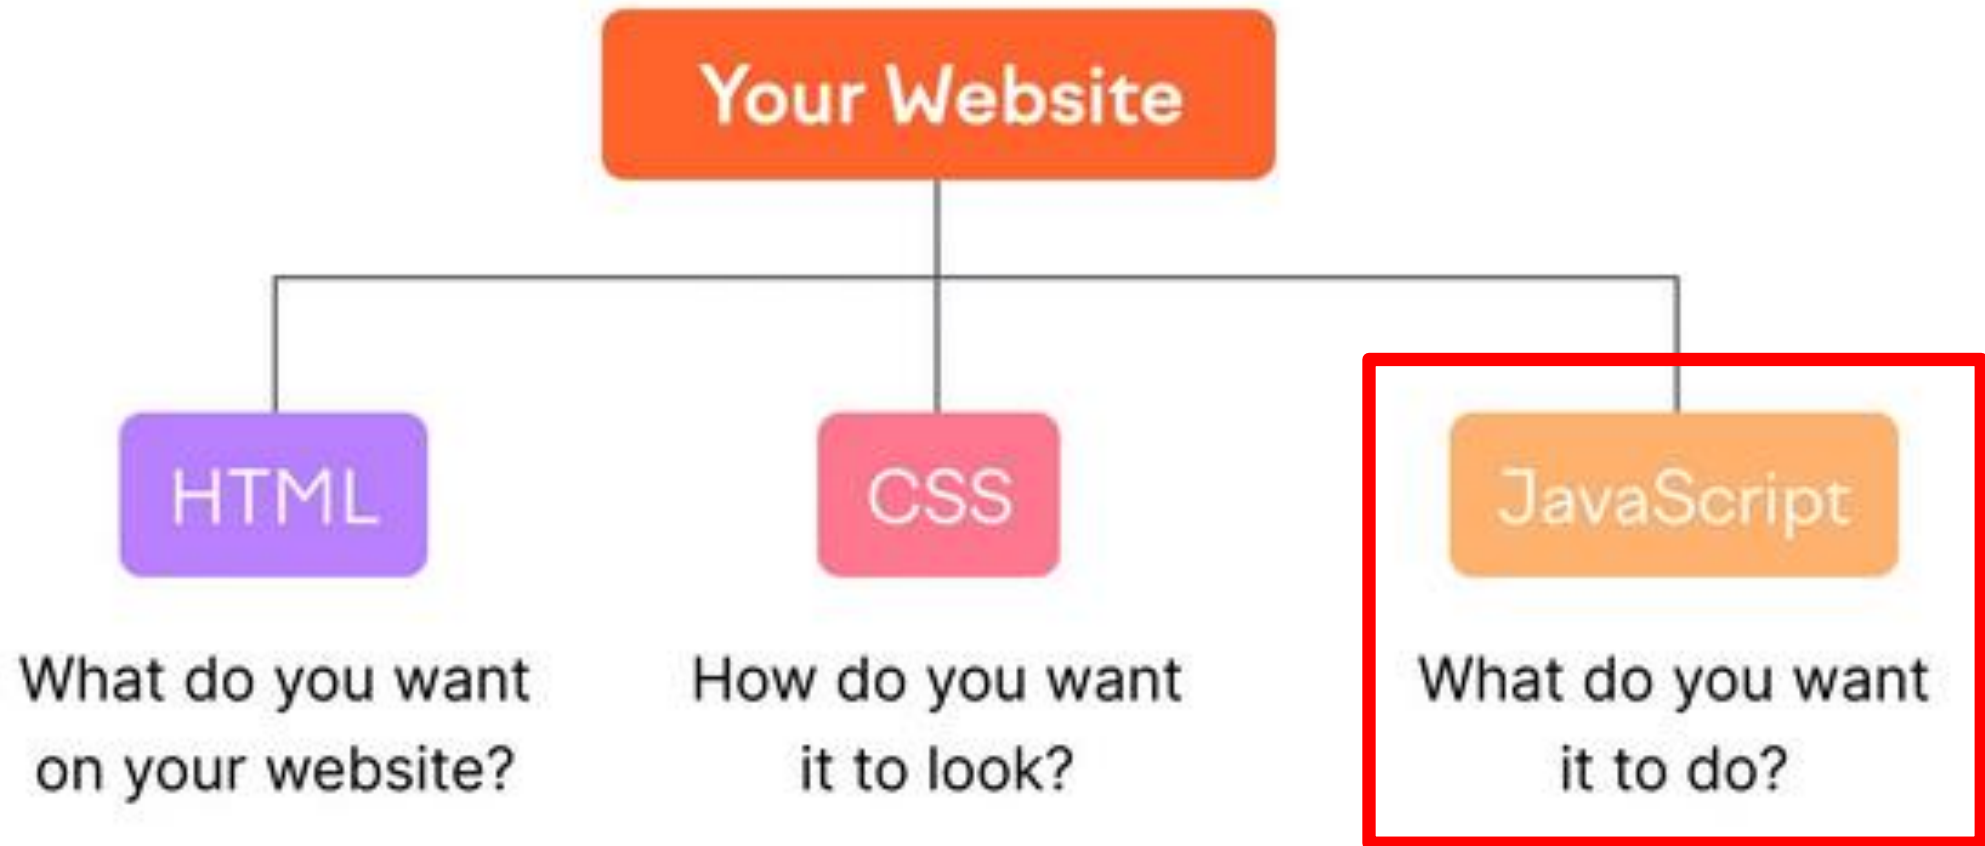 Your Website
HTML
CSS
JavaScript
What do you want
on your website?
How do you want
it to look?
What do you want
it to do?